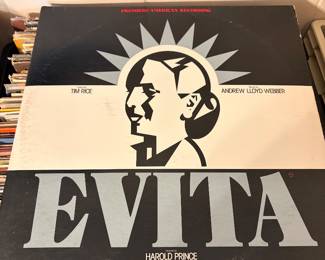 PREMIERE AMERICAN RECORDING
TIM RICE
ANDREW LLOYD WEBBER
EVITA
HAROLD PRINCE